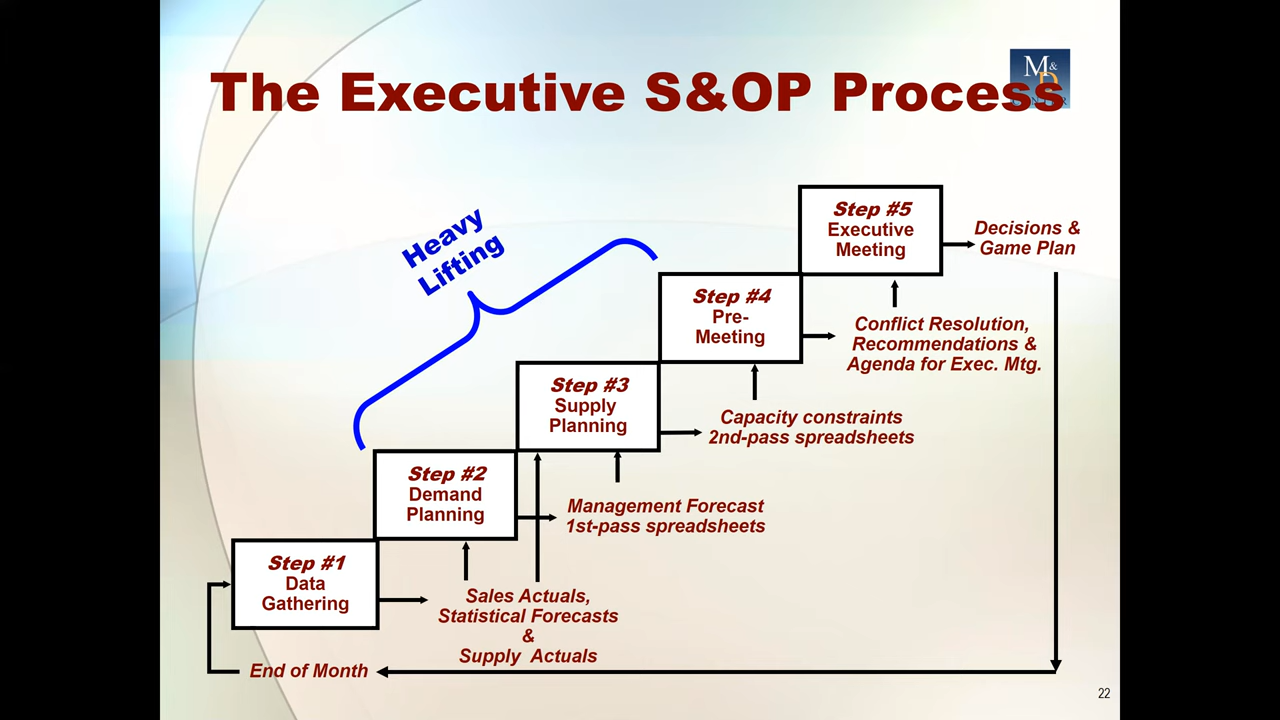 The Executive S&OP Process
M&
D
Heavy
Lifting
Step #5
Executive
Meeting
Decisions &
Game Plan
Step #4
Pre-
Meeting
Conflict Resolution,
Recommendations &
Agenda for Exec. Mtg.
Step #3
Supply
Planning
Capacity constraints
2nd-pass spreadsheets
Step #2
Demand
Planning
Management Forecast
1st-pass spreadsheets
Step #1
Data
Gathering
Sales Actuals,
Statistical Forecasts
&
Supply Actuals
End of Month
22